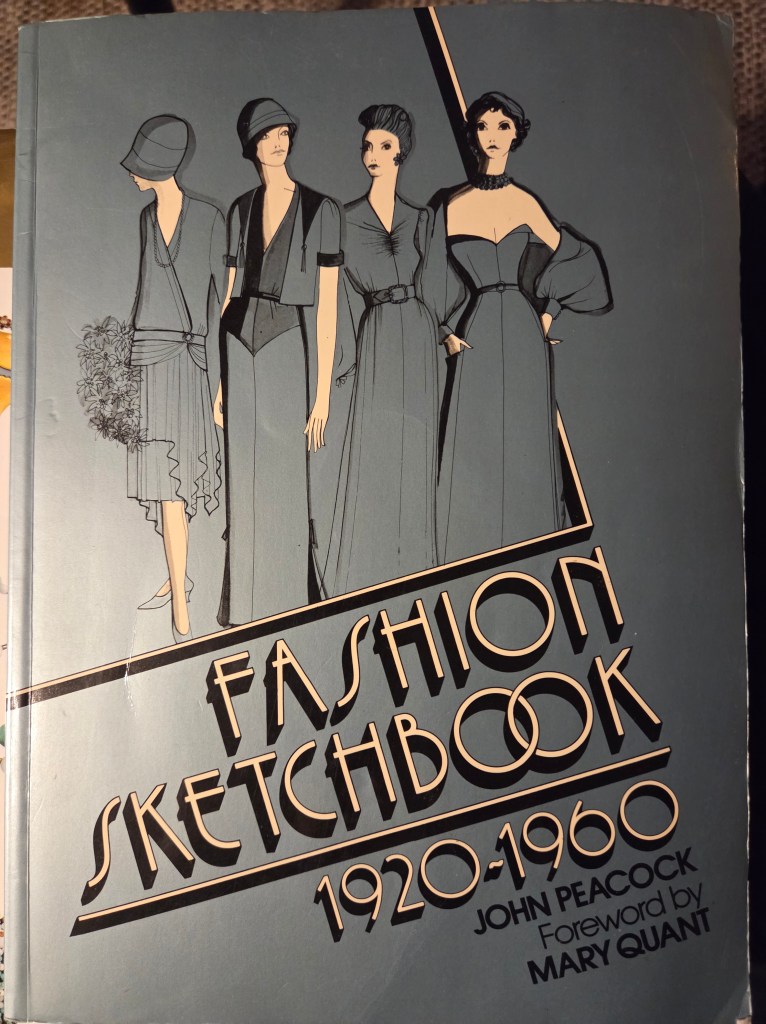 FASHION
SKETCHBOOK
1920-1960
JOHN PEACOCK
Foreword by
MARY QUANT